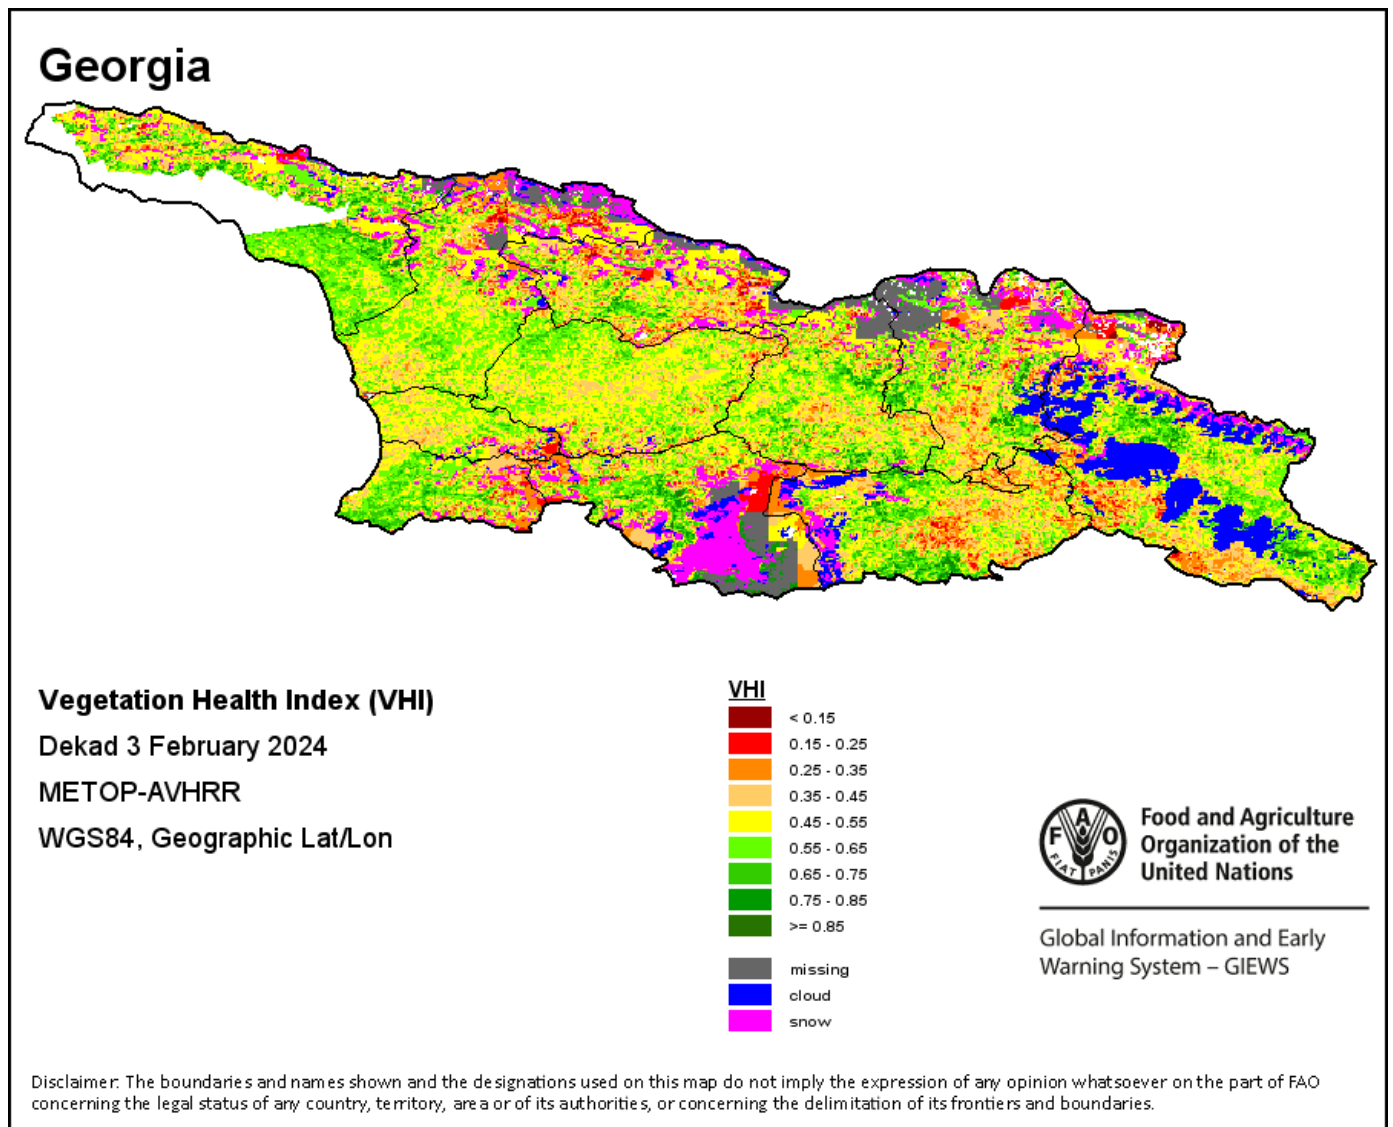 Georgia
Vegetation Health Index (VHI)
Dekad 3 February 2024
METOP-AVHRR
WGS84, Geographic Lat/Lon
VHI
< 0.15
0.15 - 0.25
0.25 - 0.35
0.35 - 0.45
0.45 - 0.55
0.55 - 0.65
0.65 - 0.75
0.75 - 0.85
>= 0.85
missing
cloud
snow
F A O
FIAT PANIS
Food and Agriculture
Organization of the
United Nations
Global Information and Early
Warning System – GIEWS
Disclaimer: The boundaries and names shown and the designations used on this map do not imply the expression of any opinion whatsoever on the part of FAO
concerning the legal status of any country, territory, area or of its authorities, or concerning the delimitation of its frontiers and boundaries.